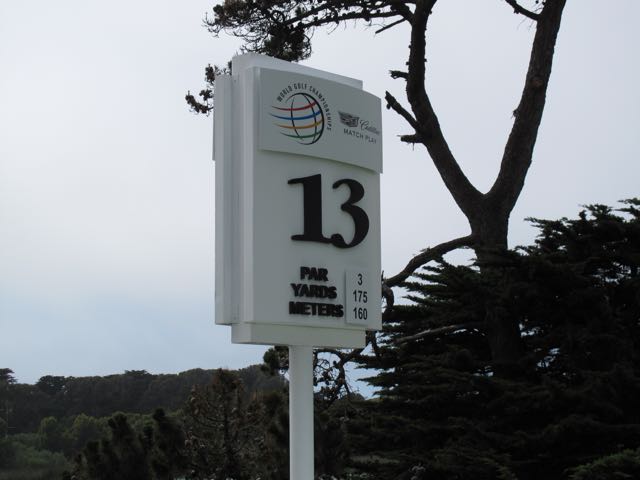 WORLD GOLF CHAMPIONSHIPS
Cadillac
MATCH PLAY
13
PAR 3
YARDS 175
METERS 160